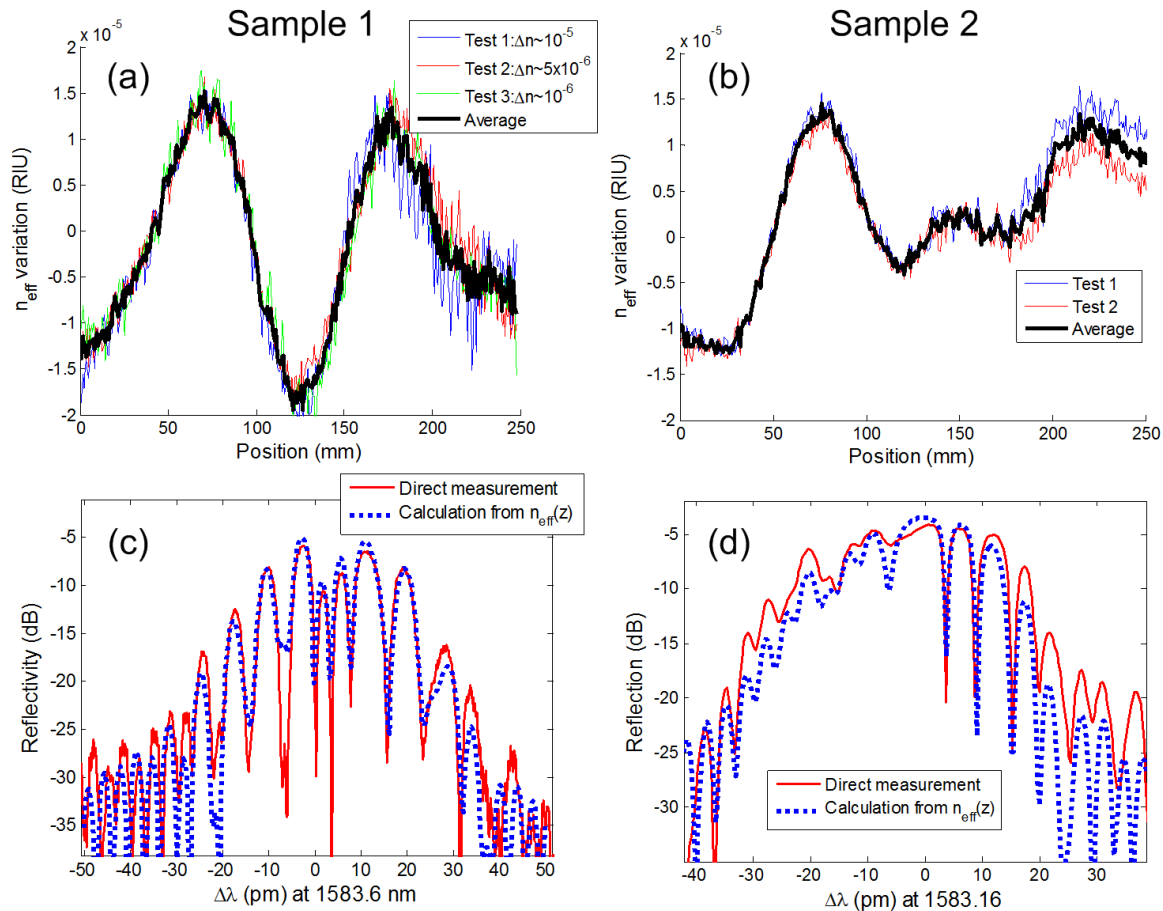 Sample 1
Sample 2
x 10⁻⁵
(a)
2
1.5
1
0.5
0
-0.5
-1
-1.5
-2
n_eff variation (RIU)
0 50 100 150 200 250
Position (mm)
Test 1:Δn~10⁻⁵
Test 2:Δn~5x10⁻⁶
Test 3:Δn~10⁻⁶
Average
x 10⁻⁵
(b)
2
1.5
1
0.5
0
-0.5
-1
-1.5
-2
n_eff variation (RIU)
0 50 100 150 200 250
Position (mm)
Test 1
Test 2
Average
(c)
Direct measurement
Calculation from n_eff(z)
-5
-10
-15
-20
-25
-30
-35
Reflectivity (dB)
-50 -40 -30 -20 -10 0 10 20 30 40 50
Δλ (pm) at 1583.6 nm
(d)
-5
-10
-15
-20
-25
-30
Reflection (dB)
Direct measurement
Calculation from n_eff(z)
-40 -30 -20 -10 0 10 20 30
Δλ (pm) at 1583.16